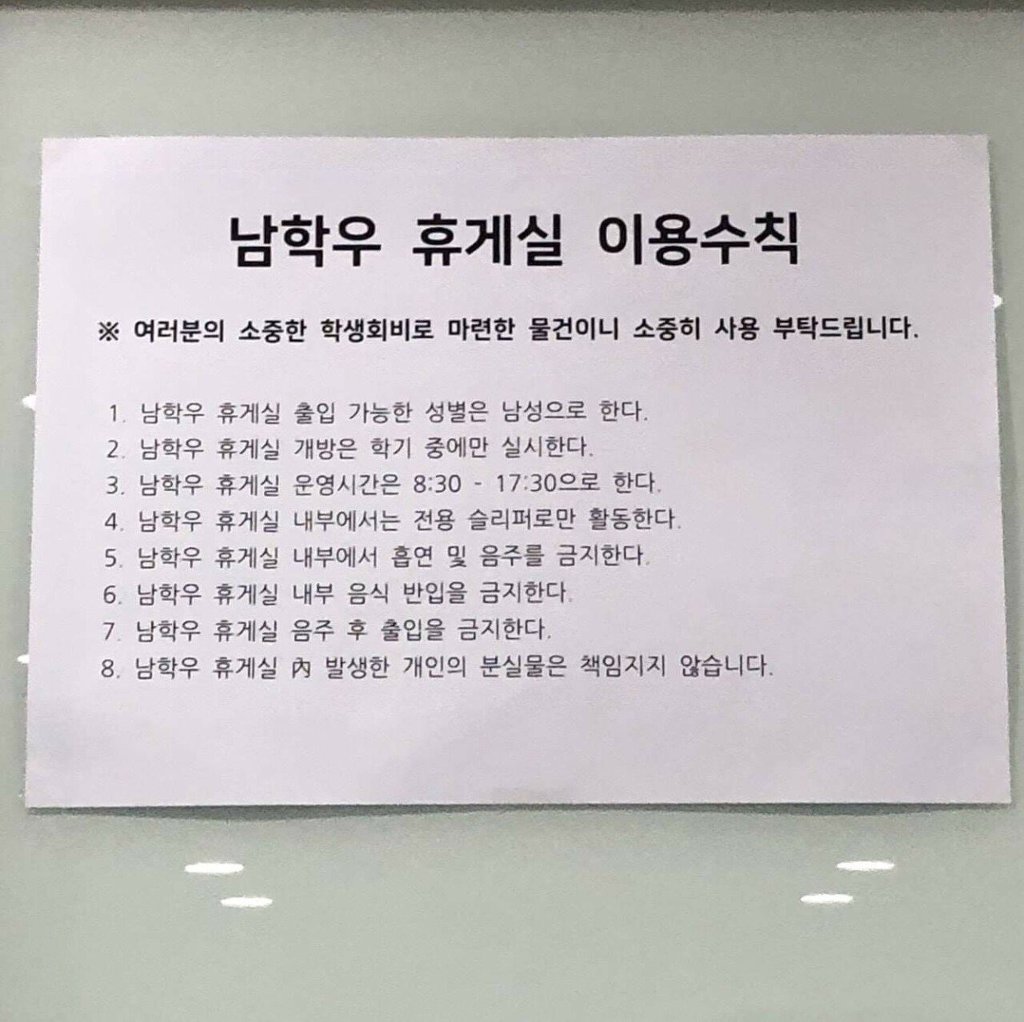 남학우 휴게실 이용수칙
※ 여러분의 소중한 학생회비로 마련한 물건이니 소중히 사용 부탁드립니다.
1. 남학우 휴게실 출입 가능한 성별은 남성으로 한다.
2. 남학우 휴게실 개방은 학기 중에만 실시한다.
3. 남학우 휴게실 운영시간은 8:30 - 17:30으로 한다.
4. 남학우 휴게실 내부에서는 전용 슬리퍼로만 활동한다.
5. 남학우 휴게실 내부에서 흡연 및 음주를 금지한다.
6. 남학우 휴게실 내부 음식 반입을 금지한다.
7. 남학우 휴게실 음주 후 출입을 금지한다.
8. 남학우 휴게실 內 발생한 개인의 분실물은 책임지지 않습니다.